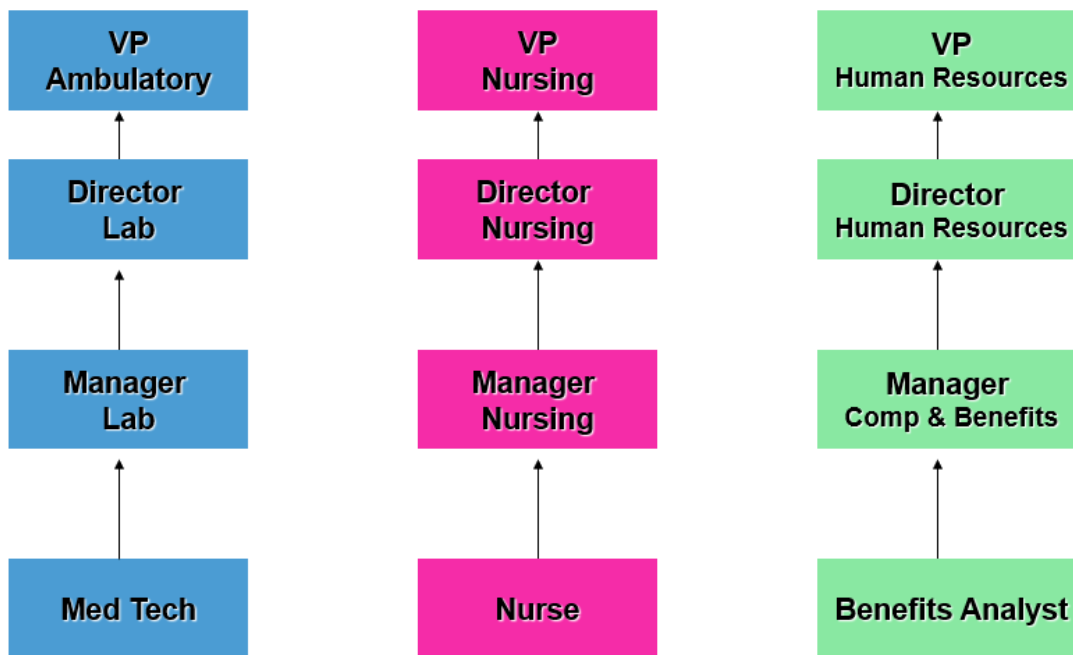 VP
Ambulatory
VP
Nursing
VP
Human Resources
Director
Lab
Director
Nursing
Director
Human Resources
Manager
Lab
Manager
Nursing
Manager
Comp & Benefits
Med Tech
Nurse
Benefits Analyst